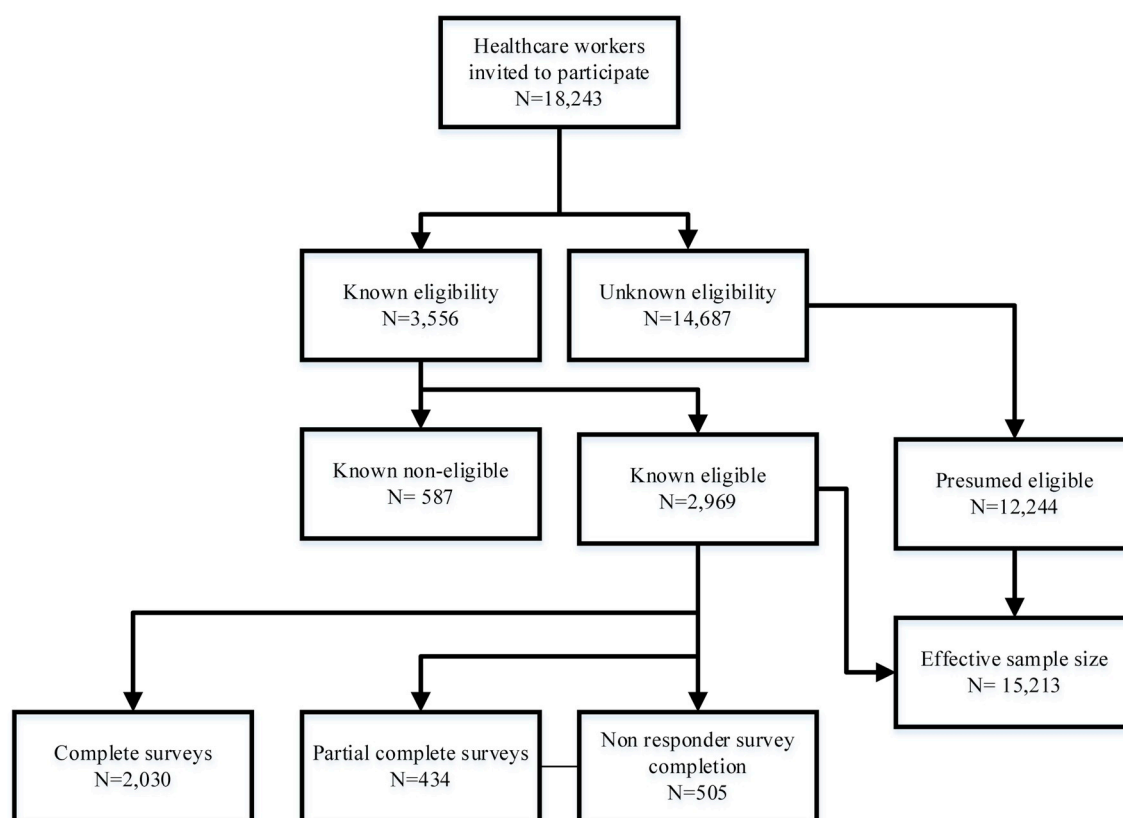 Healthcare workers
invited to participate
N=18,243
Known eligibility
N=3,556
Unknown eligibility
N=14,687
Known non-eligible
N= 587
Known eligible
N=2,969
Presumed eligible
N=12,244
Effective sample size
N= 15,213
Complete surveys
N=2,030
Partial complete surveys
N=434
Non responder survey
completion
N=505